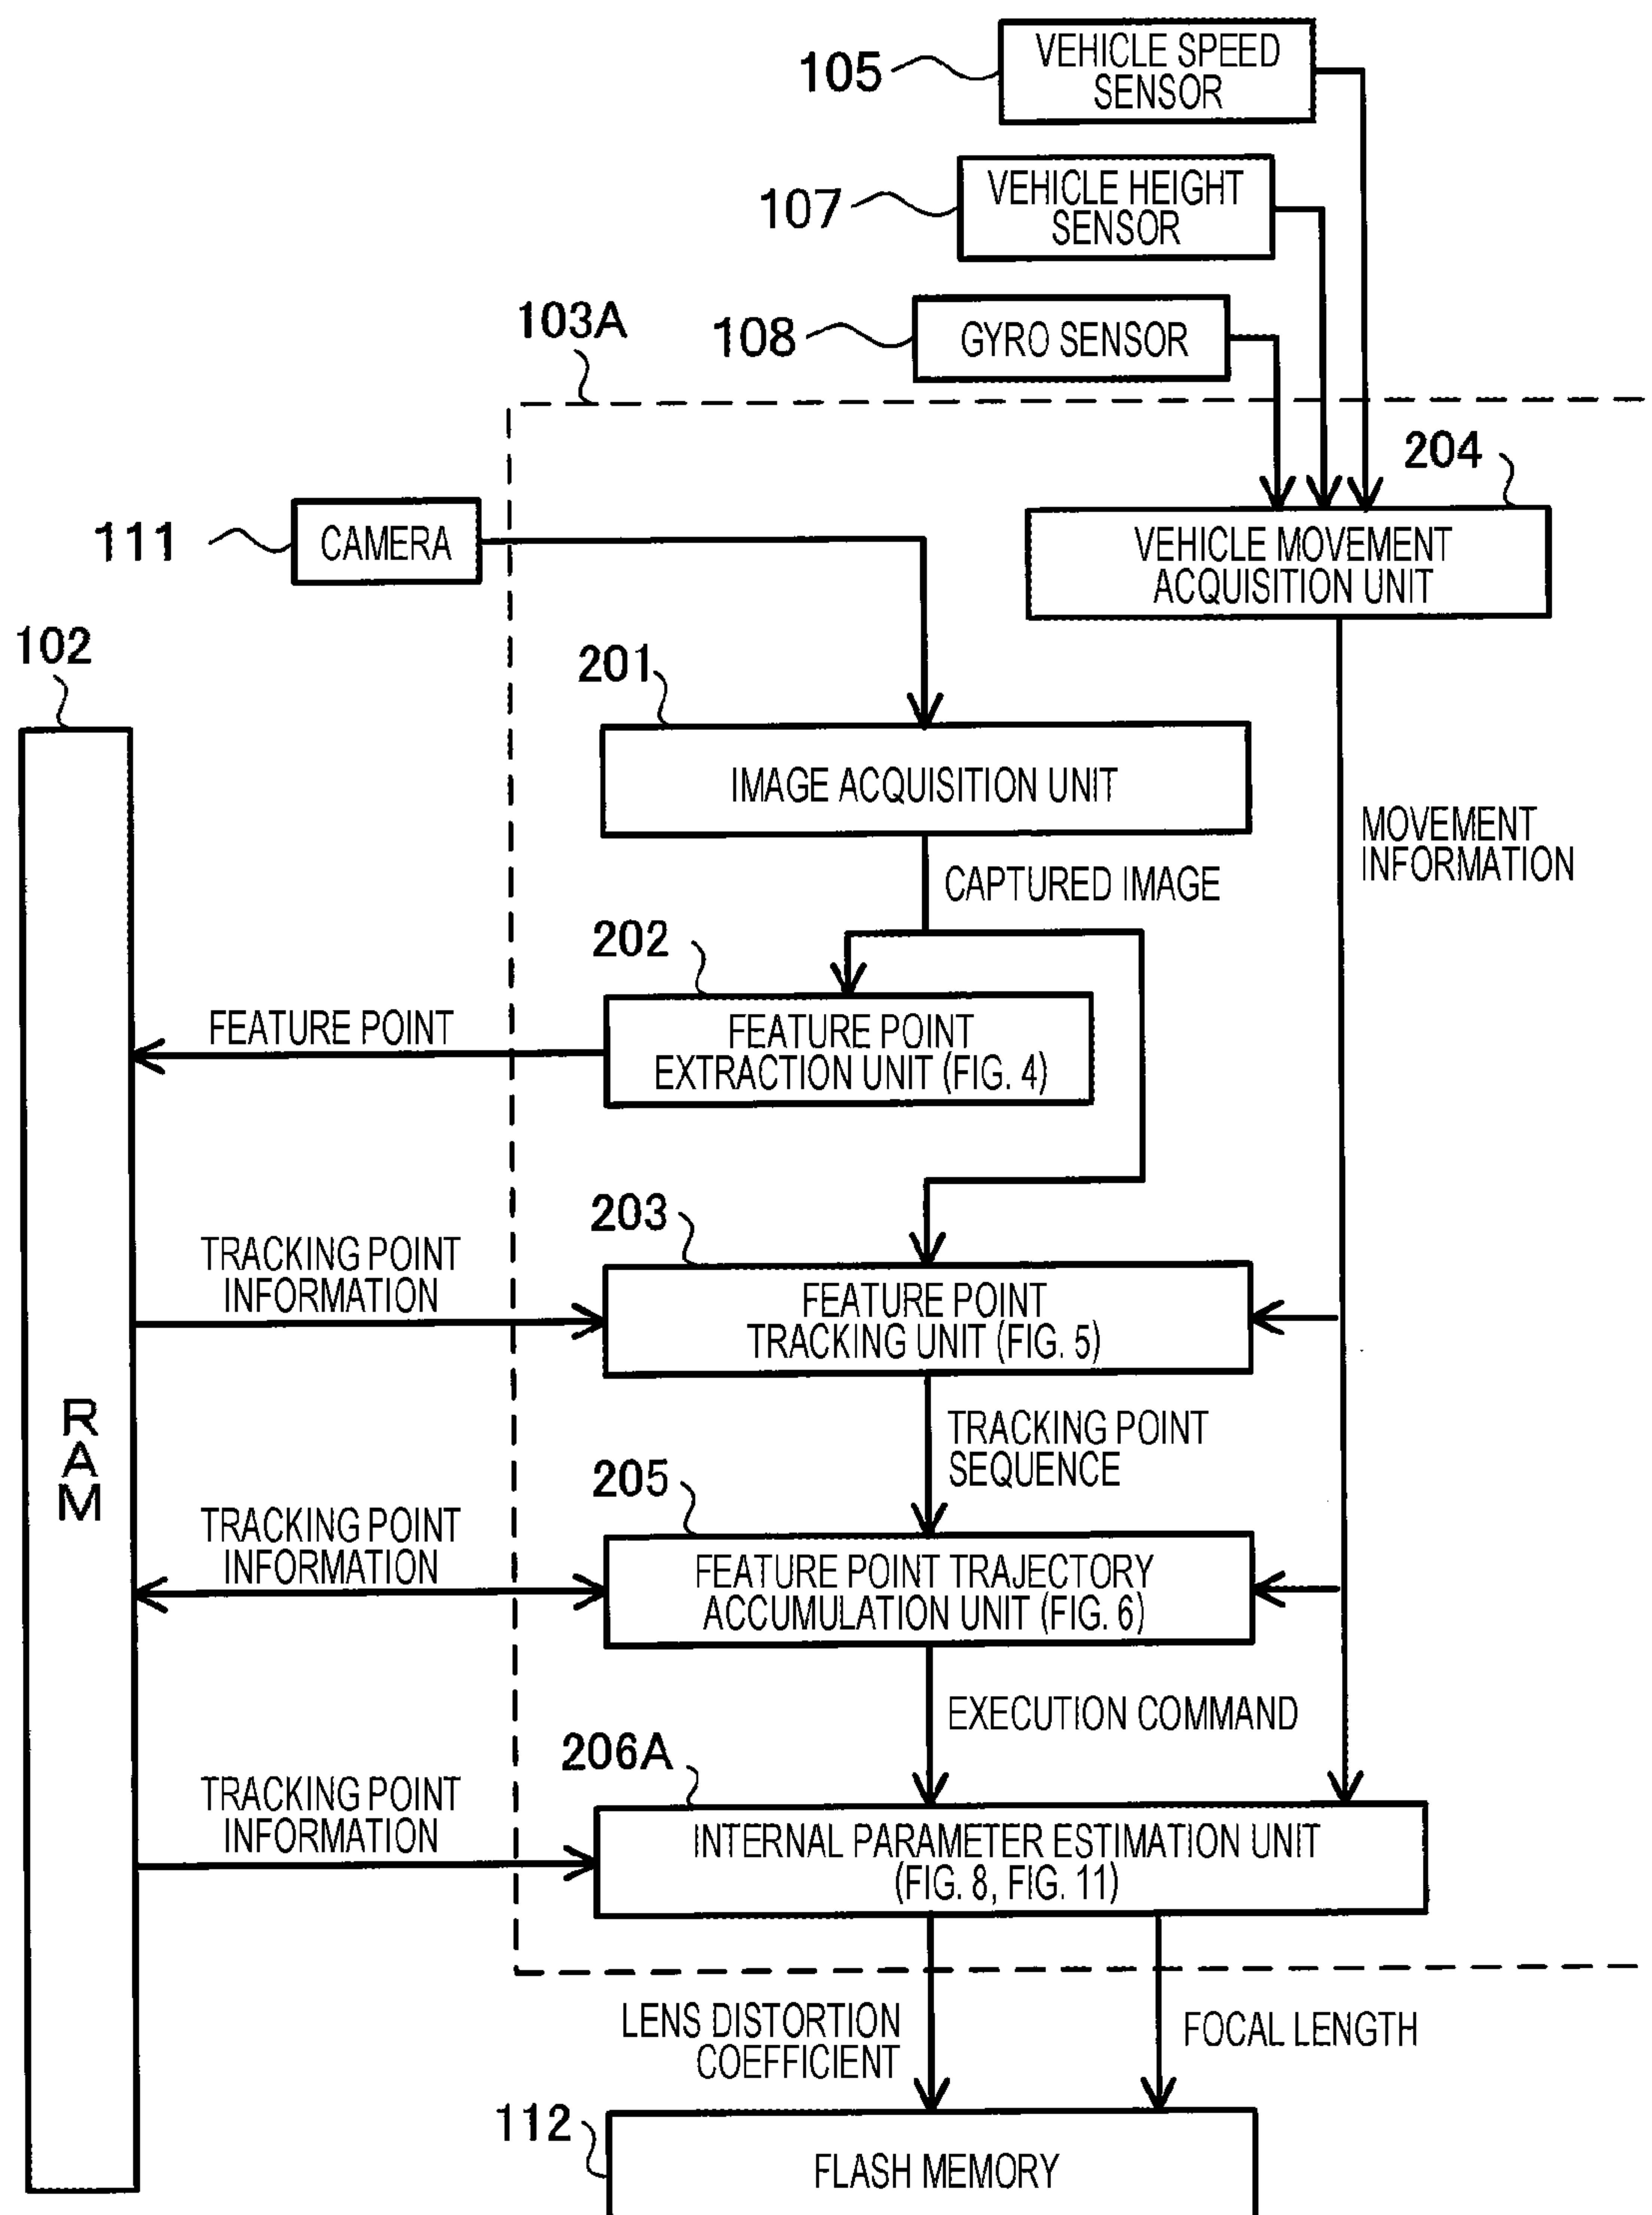 105
VEHICLE SPEED
SENSOR
107
VEHICLE HEIGHT
SENSOR
103A
108
GYRO SENSOR
204
111
CAMERA
VEHICLE MOVEMENT
ACQUISITION UNIT
102
201
IMAGE ACQUISITION UNIT
MOVEMENT
INFORMATION
CAPTURED IMAGE
202
FEATURE POINT
FEATURE POINT
EXTRACTION UNIT (FIG. 4)
203
TRACKING POINT
INFORMATION
FEATURE POINT
TRACKING UNIT (FIG. 5)
RAM
TRACKING POINT
SEQUENCE
205
TRACKING POINT
INFORMATION
FEATURE POINT TRAJECTORY
ACCUMULATION UNIT (FIG. 6)
EXECUTION COMMAND
206A
TRACKING POINT
INFORMATION
INTERNAL PARAMETER ESTIMATION UNIT
(FIG. 8, FIG. 11)
LENS DISTORTION
COEFFICIENT
FOCAL LENGTH
112
FLASH MEMORY